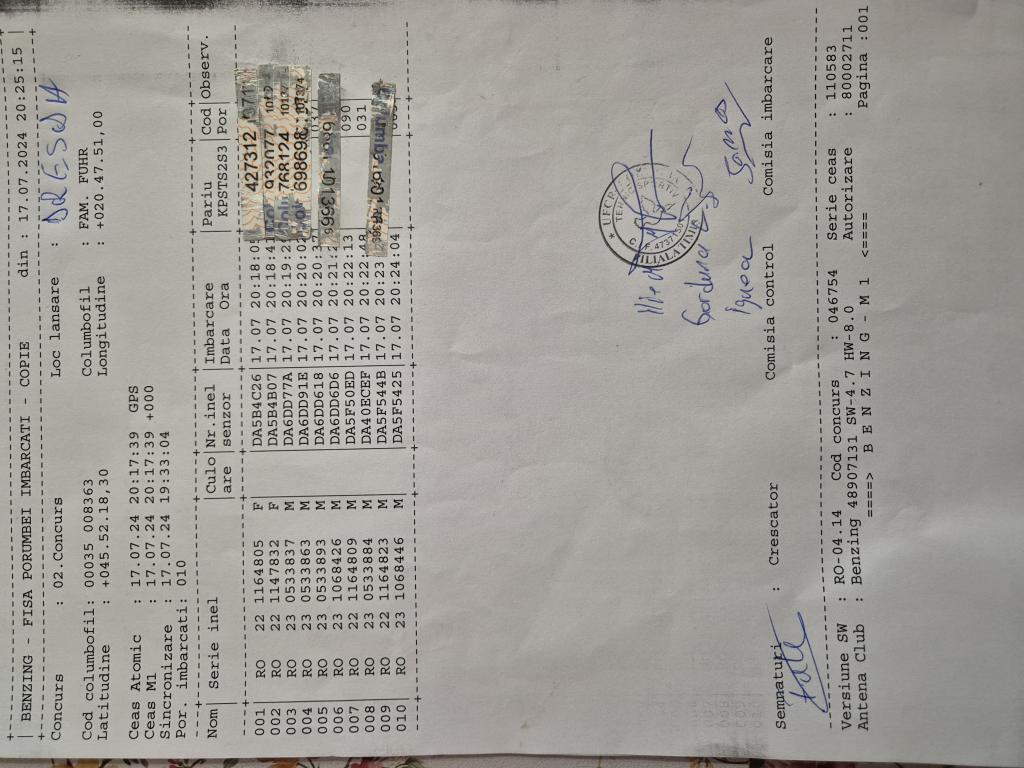 BENZING - FISA PORUMBEI IMBARCATI - COPIE din : 17.07.2024 20:25:15
Concurs : 02.Concurs Loc lansare : DRESDA
Cod columbofil: 00035 008363 Columbofil : FAM. FUHR
Latitudine : +045.52.18,30 Longitudine : +020.47.51,00
Ceas Atomic : 17.07.24 20:17:39 GPS
Ceas M1 : 17.07.24 20:17:39 +000
Sincronizare : 17.07.24 19:33:04
Por. imbarcati: 010
Nom Serie inel Culo Nr.inel Imbarcare Pariu Cod Observ.
are senzor Data Ora KPSTS2S3 Por
001 RO 22 1164805 F DA5B4C26 17.07 20:18:0 427312 371
002 RO 22 1147832 F DA5B4B07 17.07 20:18:4
003 RO 23 0533837 M DA6DD77A 17.07 20:19:2 768124
004 RO 23 0533863 M DA6DD91E 17.07 20:20:02 698698
005 RO 23 0533893 M DA6DD618 17.07 20:20:3
006 RO 23 1068426 M DA6DD6D6 17.07 20:21:
007 RO 22 1164809 M DA5F50ED 17.07 20:22:13 090
008 RO 23 0533884 M DA40ECEF 17.07 20:22:48 031
009 RO 22 1164823 M DA5F544B 17.07 20:23
010 RO 23 1068446 M DA5F5425 17.07 20:24:04
Semnaturi : Crescator Comisia control Comisia imbarcare
Versiune SW : RO-04.14 Cod concurs : 046754 Serie ceas : 110583
Antena Club : Benzing 48907131 SW-4.7 HW-8.0 Autorizare : 80002711
====> B E N Z I N G - M 1 <==== Pagina :001